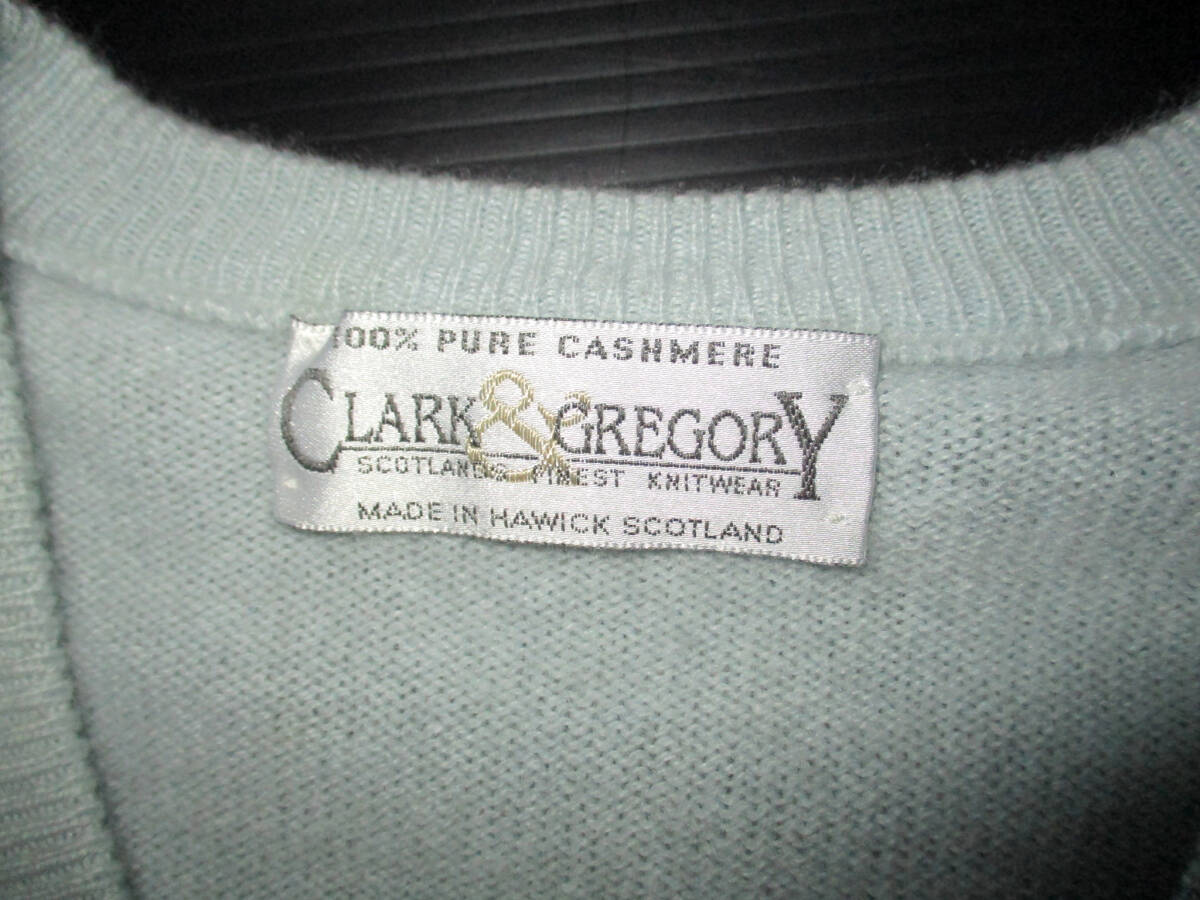 100% PURE CASHMERE
CLARK & GREGORY
SCOTLAND'S FINEST KNITWEAR
MADE IN HAWICK SCOTLAND